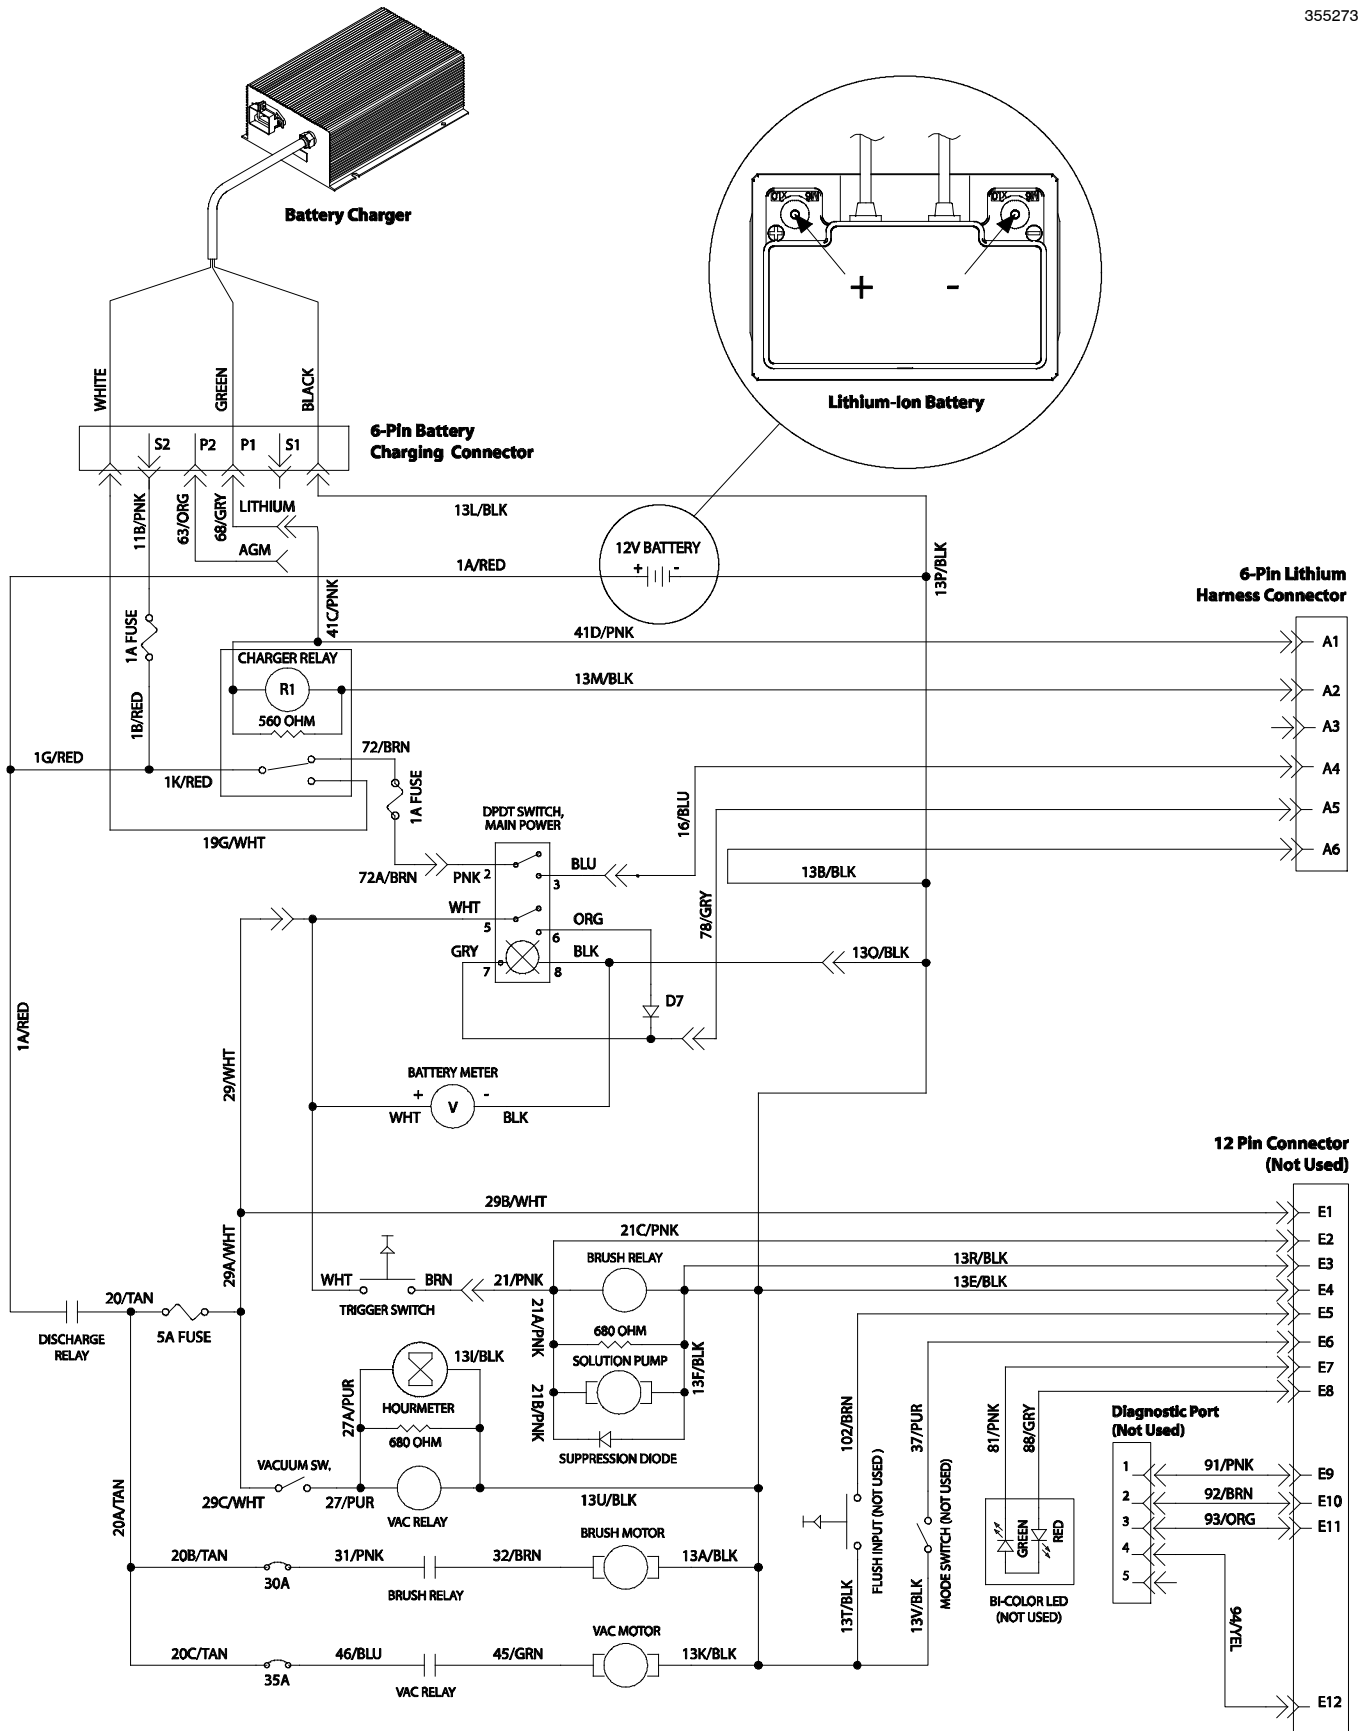 355273
Battery Charger
+ -
Lithium-Ion Battery
WHITE
GREEN
BLACK
6-Pin Battery
Charging Connector
S2
P2
P1
S1
11B/PNK
63/ORG
68/GRY
LITHIUM
AGM
13L/BLK
1A/RED
12V BATTERY
+ -
13P/BLK
6-Pin Lithium
Harness Connector
41C/PNK
41D/PNK
A1
1A FUSE
CHARGER RELAY
R1
560 OHM
13M/BLK
A2
A3
1B/RED
1G/RED
1K/RED
72/BRN
1A FUSE
A4
16/BLU
A5
19G/WHT
DPDT SWITCH,
MAIN POWER
A6
72A/BRN
PNK
2
3
BLU
13B/BLK
WHT
5
6
ORG
78/GRY
GRY
7
8
BLK
13O/BLK
D7
1A/RED
29/WHT
BATTERY METER
+ -
V
WHT
BLK
12 Pin Connector
(Not Used)
29B/WHT
E1
29A/WHT
21C/PNK
E2
BRUSH RELAY
13R/BLK
E3
WHT
BRN
21/PNK
13E/BLK
E4
TRIGGER SWITCH
20/TAN
DISCHARGE
RELAY
5A FUSE
21A/PNK
680 OHM
E5
E6
SOLUTION PUMP
13F/BLK
13I/BLK
E7
27A/PUR
HOURMETER
21B/PNK
E8
680 OHM
SUPPRESSION DIODE
102/BRN
37/PUR
81/PNK
88/GRY
Diagnostic Port
(Not Used)
VACUUM SW.
29C/WHT
27/PUR
VAC RELAY
13U/BLK
1
91/PNK
E9
2
92/BRN
E10
3
93/ORG
E11
4
5
20A/TAN
FLUSH INPUT (NOT USED )
MODE SWITCH (NOT USED)
GREEN
RED
BI-COLOR LED
(NOT USED)
BRUSH MOTOR
20B/TAN
30A
31/PNK
BRUSH RELAY
32/BRN
13A/BLK
13T/BLK
13V/BLK
94/YEL
VAC MOTOR
20C/TAN
35A
46/BLU
VAC RELAY
45/GRN
13K/BLK
E12